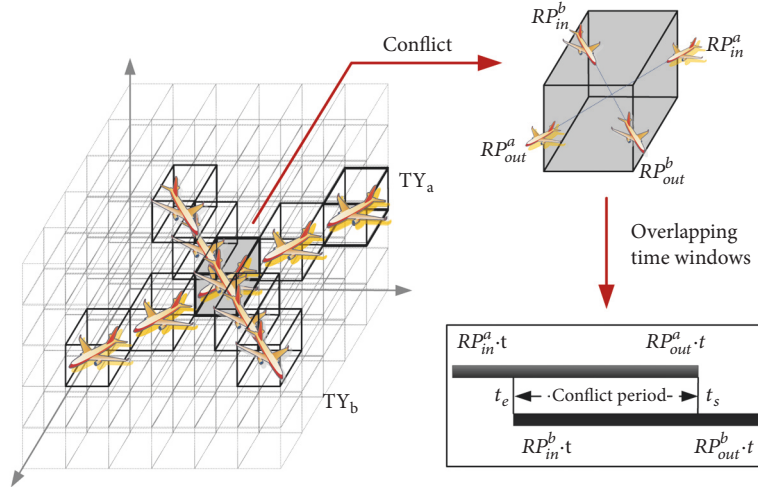 Conflict
RP_in^b
RP_in^a
RP_out^a
RP_out^b
TY_a
TY_b
Overlapping
time windows
RP_in^a·t
RP_out^a·t
t_e
·Conflict period-
t_s
RP_in^b·t
RP_out^b·t